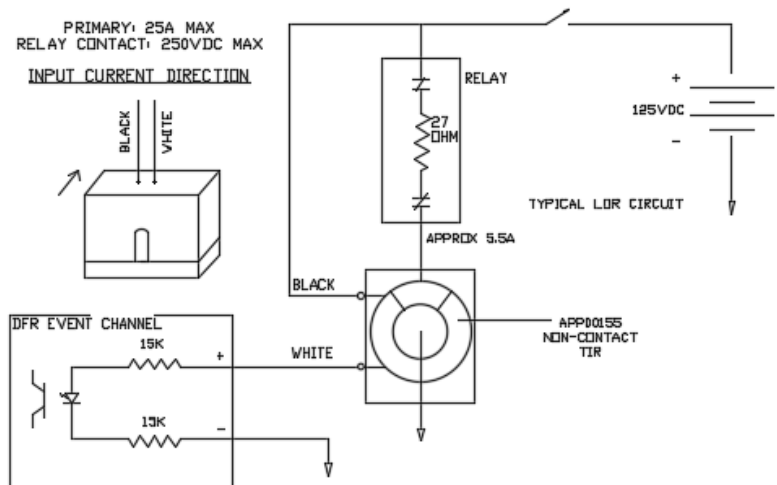 PRIMARY: 25A MAX
RELAY CONTACT: 250VDC MAX
INPUT CURRENT DIRECTION
BLACK
WHITE
RELAY
27
OHM
+
125VDC
-
TYPICAL LOR CIRCUIT
APPROX 5.5A
BLACK
WHITE
APPD0155
NON-CONTACT
TIR
DFR EVENT CHANNEL
15K
+
15K
-